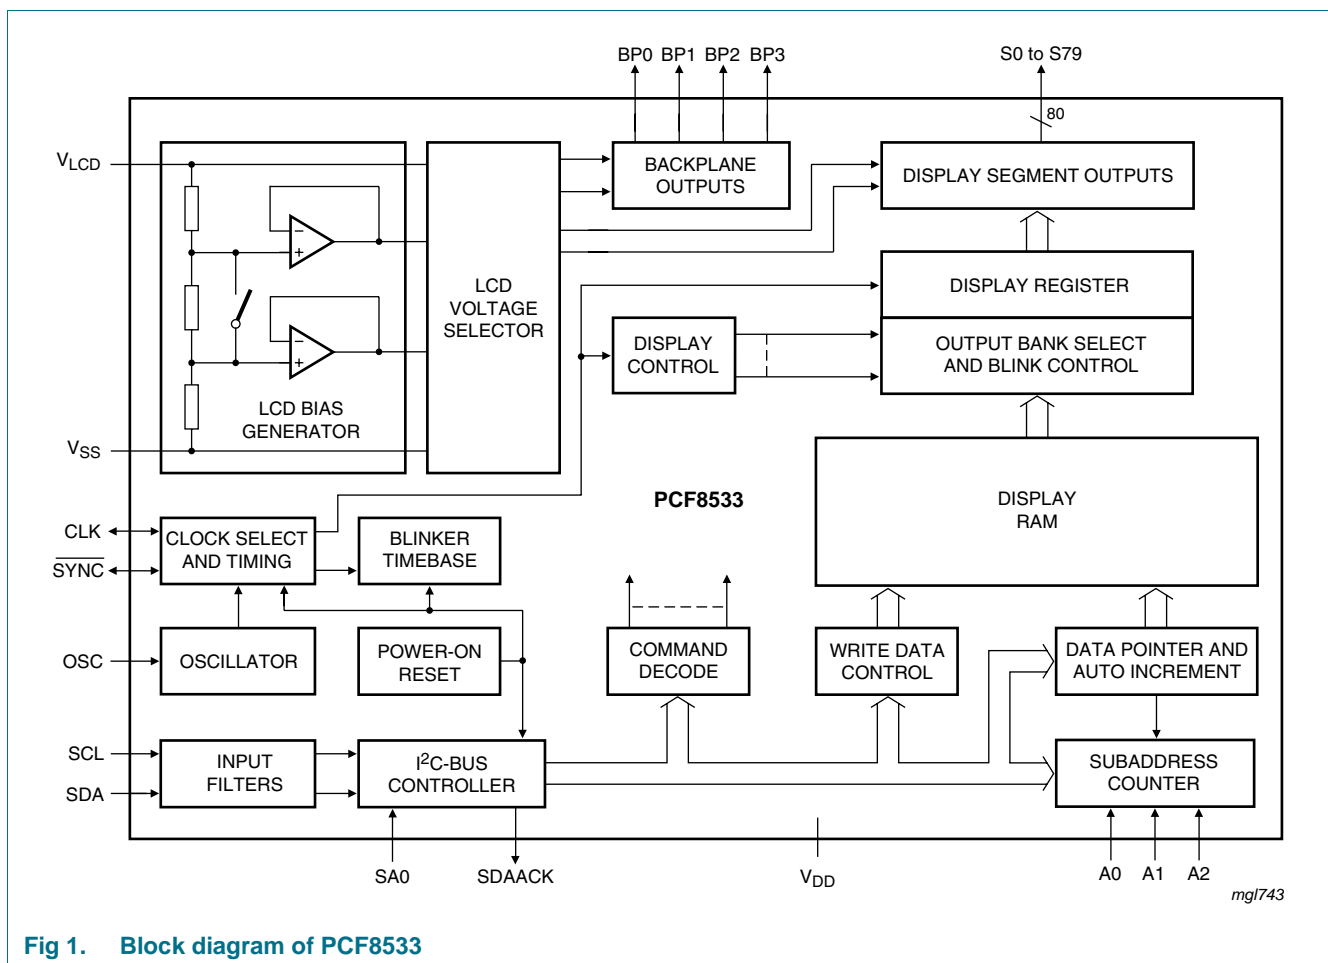 BP0 BP1 BP2 BP3
S0 to S79
80
VLCD
BACKPLANE
OUTPUTS
DISPLAY SEGMENT OUTPUTS
−
+
LCD
VOLTAGE
SELECTOR
DISPLAY REGISTER
−
+
DISPLAY
CONTROL
OUTPUT BANK SELECT
AND BLINK CONTROL
LCD BIAS
GENERATOR
VSS
PCF8533
DISPLAY
RAM
CLK
SYNC
CLOCK SELECT
AND TIMING
BLINKER
TIMEBASE
OSC
OSCILLATOR
POWER-ON
RESET
COMMAND
DECODE
WRITE DATA
CONTROL
DATA POINTER AND
AUTO INCREMENT
SCL
SDA
INPUT
FILTERS
I2C-BUS
CONTROLLER
SUBADDRESS
COUNTER
SA0
SDAACK
VDD
A0 A1 A2
mgl743
Fig 1. Block diagram of PCF8533